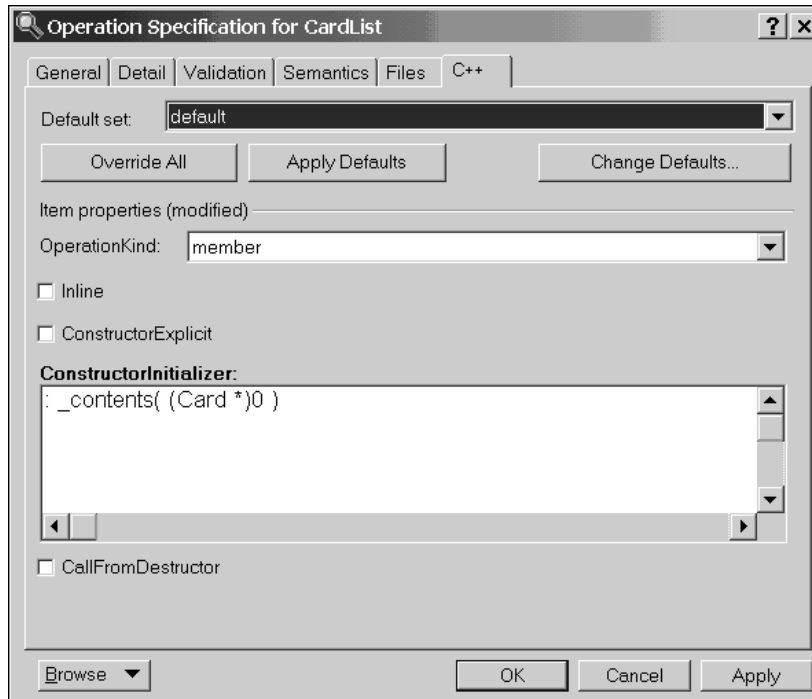 Operation Specification for CardList
General Detail Validation Semantics Files C++
Default set: default
Override All Apply Defaults Change Defaults...
Item properties (modified)
OperationKind: member
Inline
ConstructorExplicit
ConstructorInitializer:
: _contents( (Card *)0 )
CallFromDestructor
Browse OK Cancel Apply